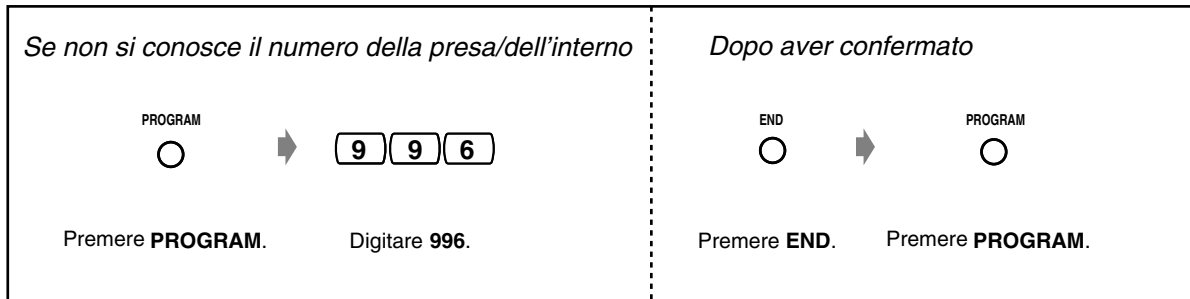 Se non si conosce il numero della presa/dell'interno
PROGRAM
9 9 6
Premere PROGRAM. Digitare 996.
Dopo aver confermato
END PROGRAM
Premere END. Premere PROGRAM.